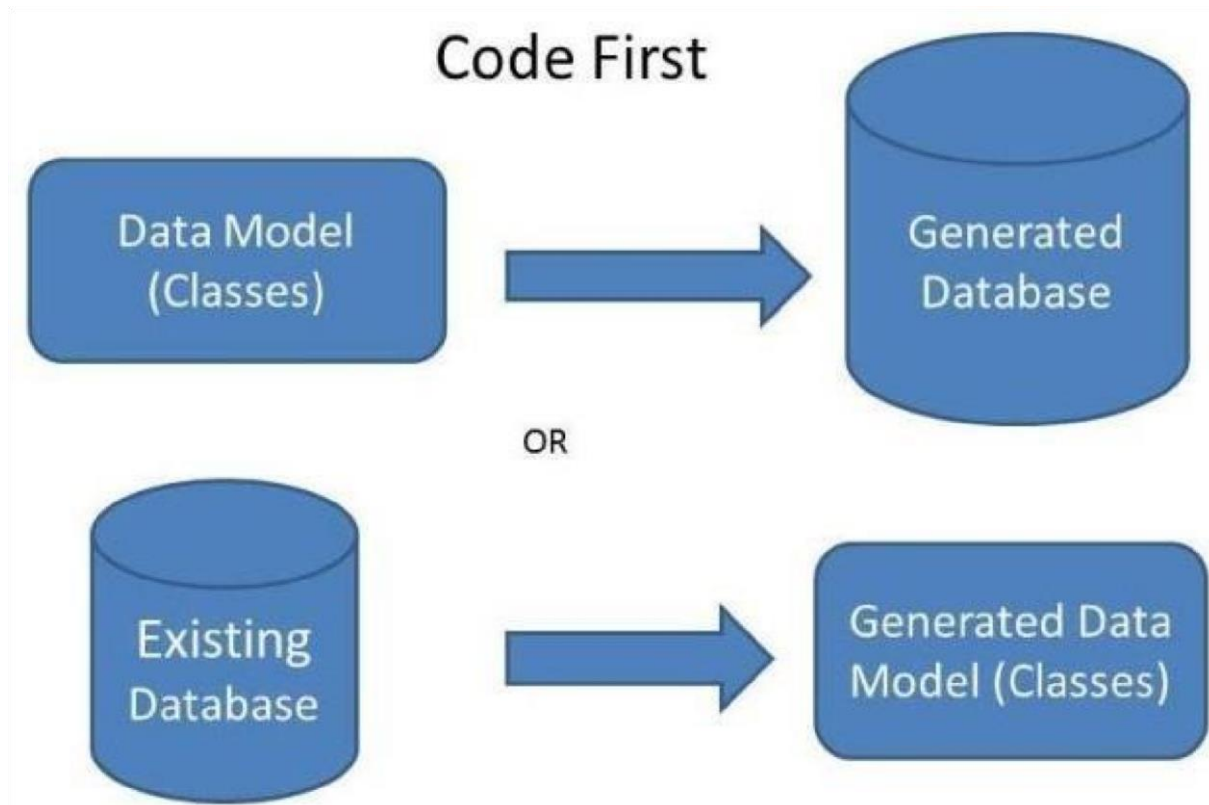 Code First
Data Model
(Classes)
Generated
Database
OR
Existing
Database
Generated Data
Model (Classes)